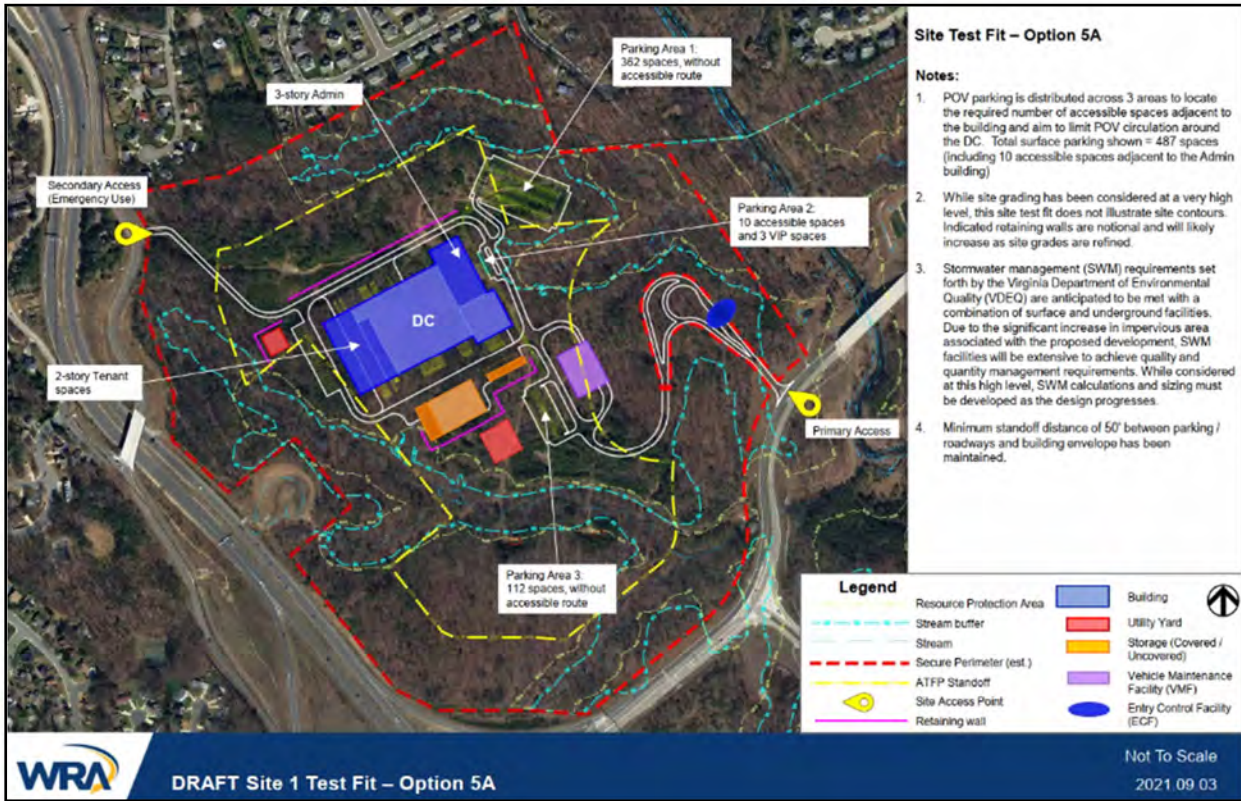 Site Test Fit – Option 5A
Notes:
1. POV parking is distributed across 3 areas to locate
the required number of accessible spaces adjacent to
the building and aim to limit POV circulation around
the DC. Total surface parking shown = 487 spaces
(including 10 accessible spaces adjacent to the Admin
building)
2. While site grading has been considered at a very high
level, this site test fit does not illustrate site contours.
Indicated retaining walls are notional and will likely
increase as site grades are refined.
3. Stormwater management (SWM) requirements set
forth by the Virginia Department of Environmental
Quality (VDEQ) are anticipated to be met with a
combination of surface and underground facilities.
Due to the significant increase in impervious area
associated with the proposed development, SWM
facilities will be extensive to achieve quality and
quantity management requirements. While considered
at this high level, SWM calculations and sizing must
be developed as the design progresses.
4. Minimum standoff distance of 50' between parking /
roadways and building envelope has been
maintained.
Parking Area 1:
362 spaces, without
accessible route
3-story Admin
Secondary Access
(Emergency Use)
Parking Area 2:
10 accessible spaces
and 3 VIP spaces
DC
2-story Tenant
spaces
Primary Access
Parking Area 3:
112 spaces, without
accessible route
Legend
Resource Protection Area
Stream buffer
Stream
Secure Perimeter (est.)
ATFP Standoff
Site Access Point
Retaining wall
Building
Utility Yard
Storage (Covered /
Uncovered)
Vehicle Maintenance
Facility (VMF)
Entry Control Facility
(ECF)
WRA
DRAFT Site 1 Test Fit – Option 5A
Not To Scale
2021.09.03